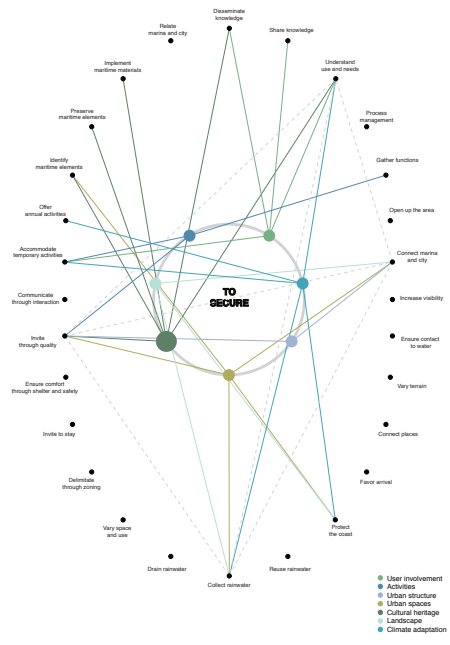 Disseminate
knowledge
Relate
marina and city
Share knowledge
Implement
maritime materials
Understand
use and needs
Preserve
maritime elements
Process
management
Identify
maritime elements
Gather functions
Offer
annual activities
Open up the area
Accommodate
temporary activities
Connect marina
and city
TO
SECURE
Communicate
through interaction
Increase visibility
Invite
through quality
Ensure contact
to water
Ensure comfort
through shelter and safety
Vary terrain
Invite to stay
Connect places
Delimitate
through zoning
Favor arrival
Vary space
and use
Protect
the coast
Drain rainwater
Reuse rainwater
Collect rainwater
User involvement
Activities
Urban structure
Urban spaces
Cultural heritage
Landscape
Climate adaptation